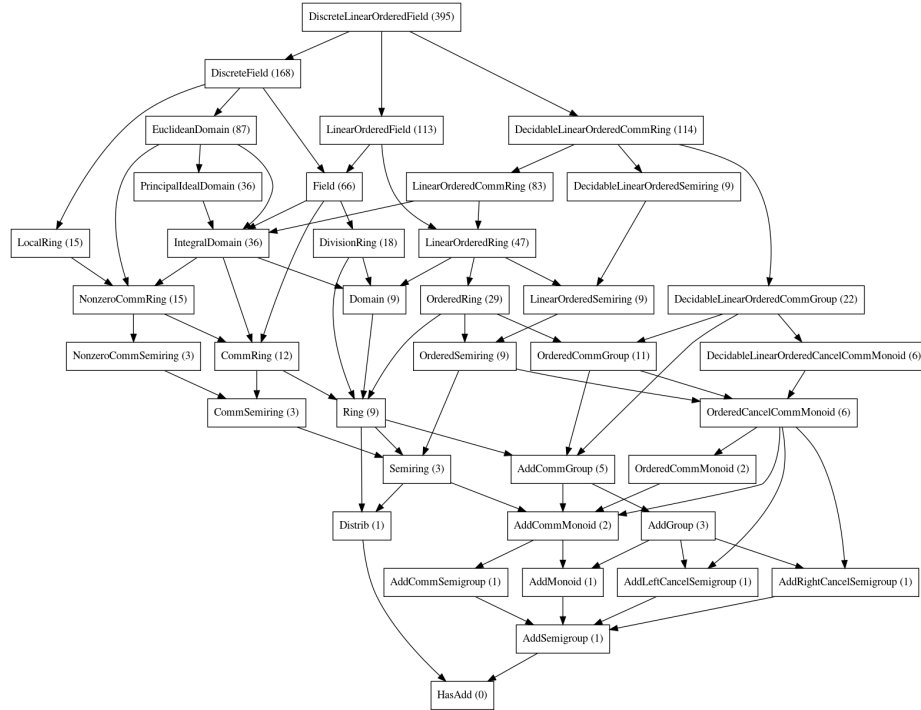 DiscreteLinearOrderedField (395)
DiscreteField (168)
EuclideanDomain (87)
LinearOrderedField (113)
DecidableLinearOrderedCommRing (114)
PrincipalIdealDomain (36)
Field (66)
LinearOrderedCommRing (83)
DecidableLinearOrderedSemiring (9)
LocalRing (15)
IntegralDomain (36)
DivisionRing (18)
LinearOrderedRing (47)
NonzeroCommRing (15)
Domain (9)
OrderedRing (29)
LinearOrderedSemiring (9)
DecidableLinearOrderedCommGroup (22)
NonzeroCommSemiring (3)
CommRing (12)
OrderedSemiring (9)
OrderedCommGroup (11)
DecidableLinearOrderedCancelCommMonoid (6)
CommSemiring (3)
Ring (9)
OrderedCancelCommMonoid (6)
Semiring (3)
AddCommGroup (5)
OrderedCommMonoid (2)
Distrib (1)
AddCommMonoid (2)
AddGroup (3)
AddCommSemigroup (1)
AddMonoid (1)
AddLeftCancelSemigroup (1)
AddRightCancelSemigroup (1)
AddSemigroup (1)
HasAdd (0)